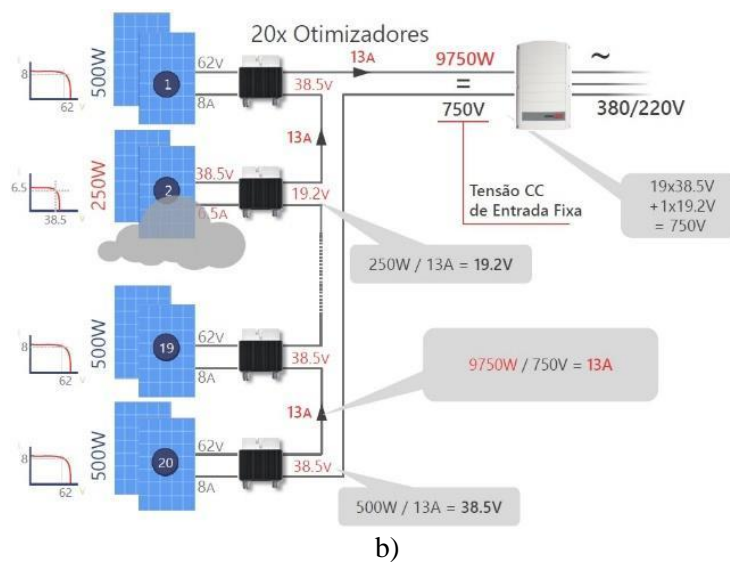 20x Otimizadores
8
62
V
500W
1
62V
8A
38.5V
13A
9750W
=
750V
~
380/220V
13A
6.5
38.5
250W
2
38.5V
6.5A
19.2V
Tensão CC
de Entrada Fixa
19x38.5V
+1x19.2V
= 750V
250W / 13A = 19.2V
8
62
V
500W
19
62V
8A
38.5V
13A
9750W / 750V = 13A
8
62
V
500W
20
62V
8A
38.5V
500W / 13A = 38.5V
b)